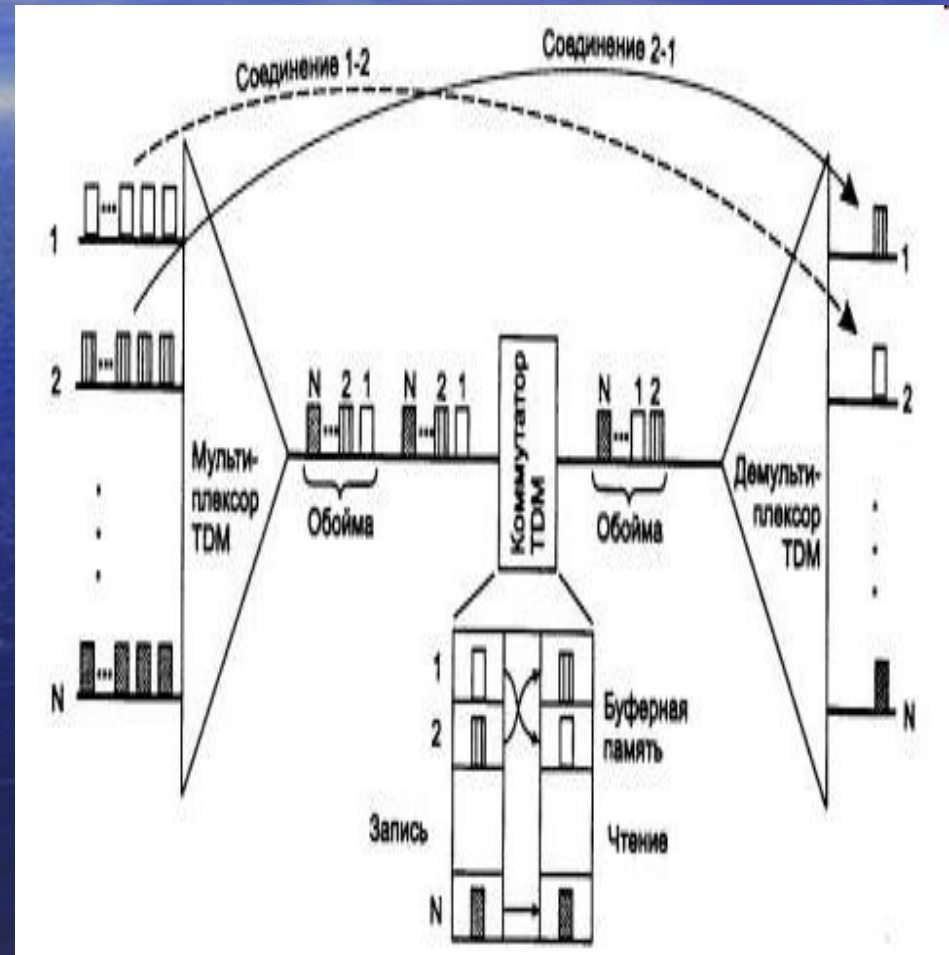 Соединение 1-2
Соединение 2-1
1
1
2
2
N 2 1 N 2 1
N 1 2
Коммутатор
TDM
Мульти-
плексор
TDM
Обойма
Обойма
Демульти-
плексор
TDM
N
N
1
2
Буферная
память
Запись
Чтение
N